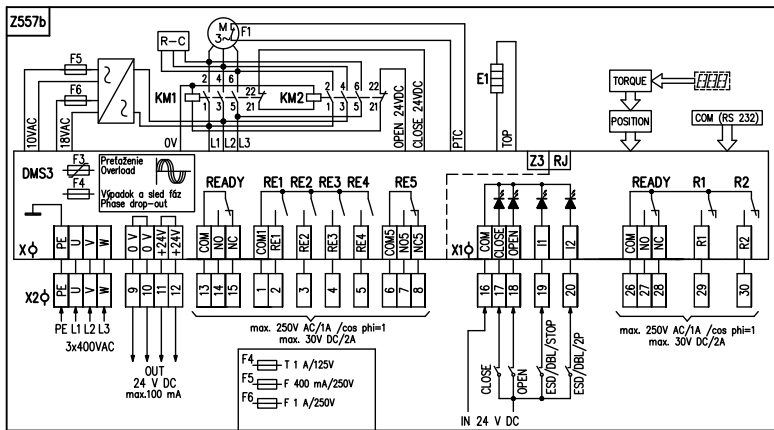 Z557b
R-C
M
3~
F1
F5
F6
KM1
2 4 6
1 3 5
22
21
KM2
2 4 6
1 3 5
22
21
E1
TORQUE
POSITION
COM (RS 232)
10VAC
18VAC
0V
L1 L2 L3
OPEN 24VDC
CLOSE 24VDC
PTC
TOP
DMS3
F3
F4
Preťaženie
Overload
Výpadok a sled fáz
Phase drop-out
Z3 RJ
READY
RE1 RE2 RE3 RE4
RE5
READY
R1
R2
X
PE U V W
0 V
0 V
+24V
+24V
COM NO NC
COM1 RE1 RE2 RE3 RE4
COM5 NO5 NC5
X1
COM CLOSE OPEN I1 I2
COM NO NC R1 R2
X2
PE U V W
9 10 11 12
13 14 15
1 2 3 4 5
6 7 8
16 17 18 19 20
26 27 28 29 30
PE L1 L2 L3
3x400VAC
OUT
24 V DC
max.100 mA
max. 250V AC/1A /cos phi=1
max. 30V DC/2A
F4 T 1 A/125V
F5 F 400 mA/250V
F6 F 1 A/250V
CLOSE
OPEN
ESD/DBL/STOP
ESD/DBL/2P
IN 24 V DC
max. 250V AC/1A /cos phi=1
max. 30V DC/2A